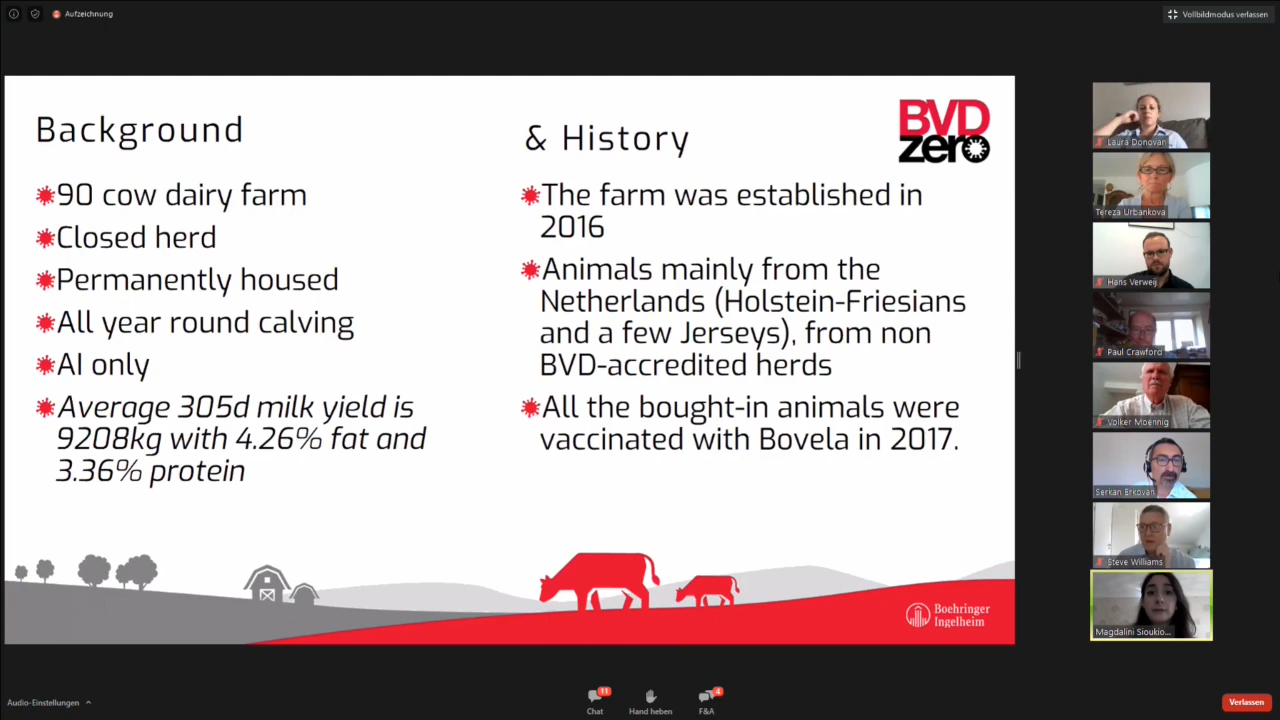 Aufzeichnung
Vollbildmodus verlassen
Background
90 cow dairy farm
Closed herd
Permanently housed
All year round calving
AI only
Average 305d milk yield is
9208kg with 4.26% fat and
3.36% protein
& History
BVD
zero
The farm was established in
2016
Animals mainly from the
Netherlands (Holstein-Friesians
and a few Jerseys), from non
BVD-accredited herds
All the bought-in animals were
vaccinated with Bovela in 2017.
Boehringer
Ingelheim
Laura Donovan
Tereza Urbankova
Hans Verweij
Paul Crawford
Volker Moennig
Serkan Erkovan
Steve Williams
Magdalini Sioukio...
Audio-Einstellungen
11
Chat
Hand heben
4
F&A
Verlassen